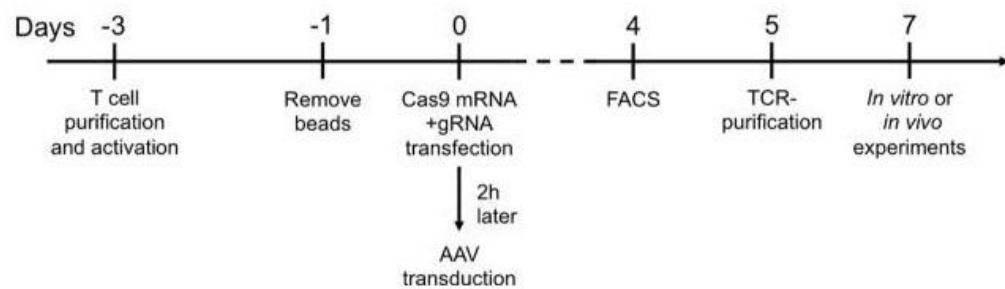 Days -3 -1 0 4 5 7
T cell
purification
and activation
Remove
beads
Cas9 mRNA
+gRNA
transfection
2h
later
AAV
transduction
FACS
TCR-
purification
In vitro or
in vivo
experiments